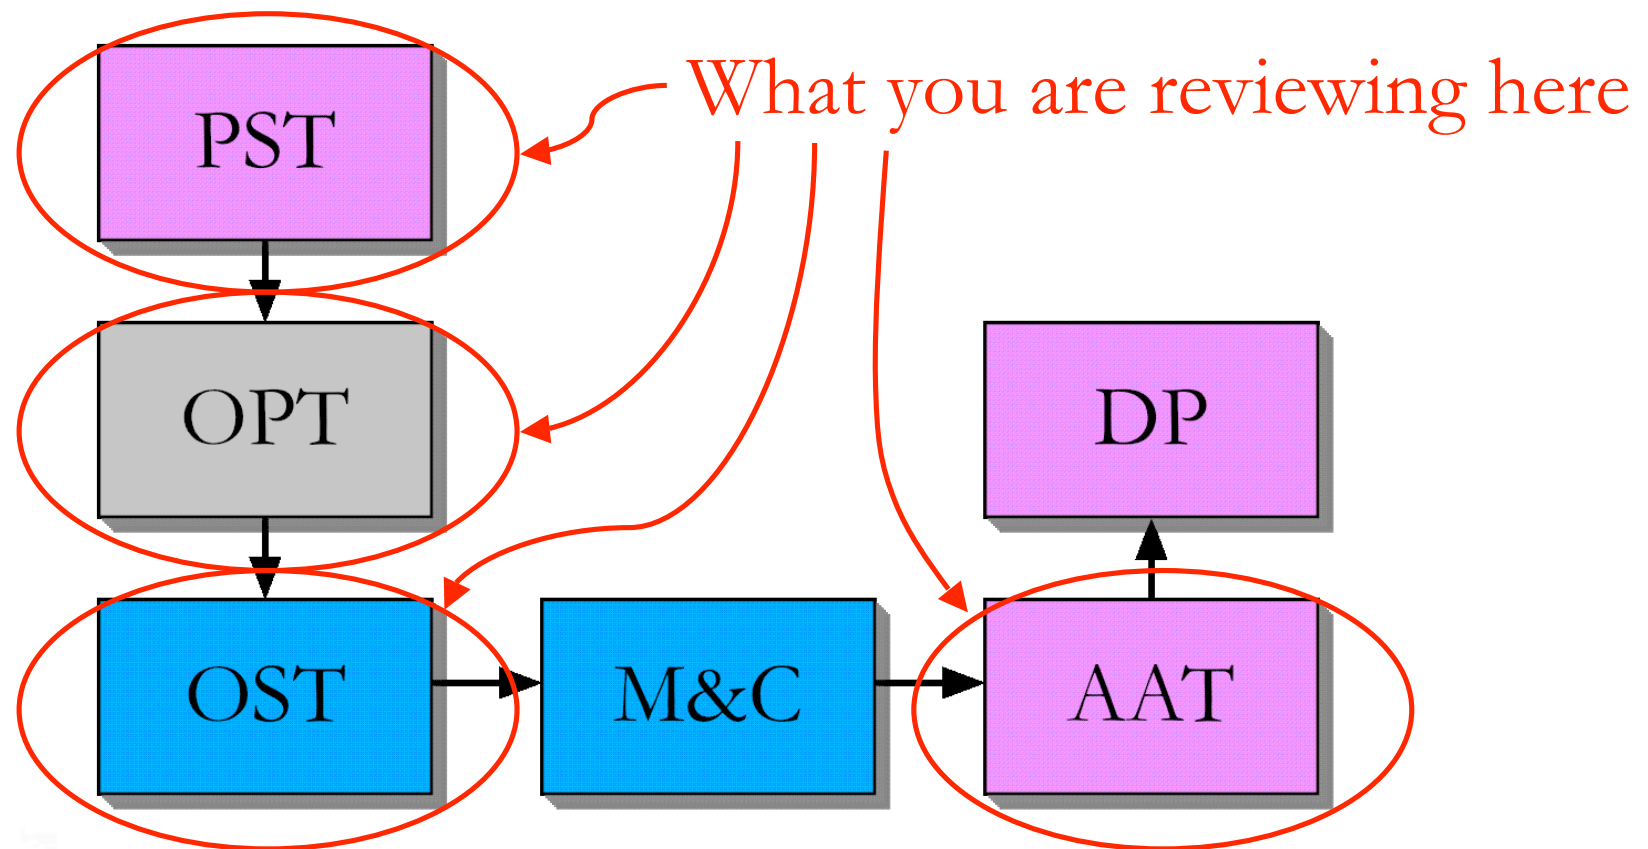 What you are reviewing here
PST
OPT
DP
OST
M&C
AAT